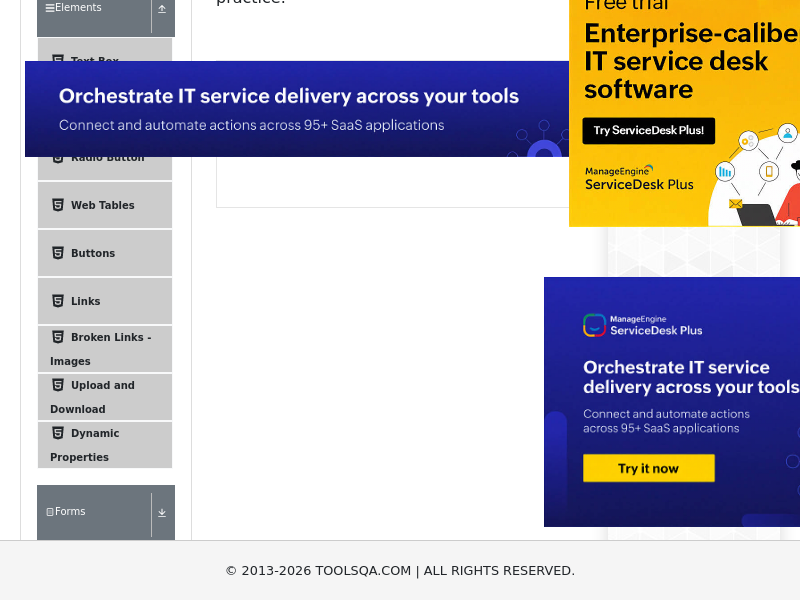 Elements
practice.
Free trial
Enterprise-calibe
IT service desk
software
Try ServiceDesk Plus!
ManageEngine
ServiceDesk Plus
Text Box
Orchestrate IT service delivery across your tools
Connect and automate actions across 95+ SaaS applications
Radio Button
Web Tables
Buttons
Links
Broken Links -
Images
Upload and
Download
Dynamic
Properties
Forms
ManageEngine
ServiceDesk Plus
Orchestrate IT service
delivery across your tools
Connect and automate actions
across 95+ SaaS applications
Try it now
© 2013-2026 TOOLSQA.COM | ALL RIGHTS RESERVED.